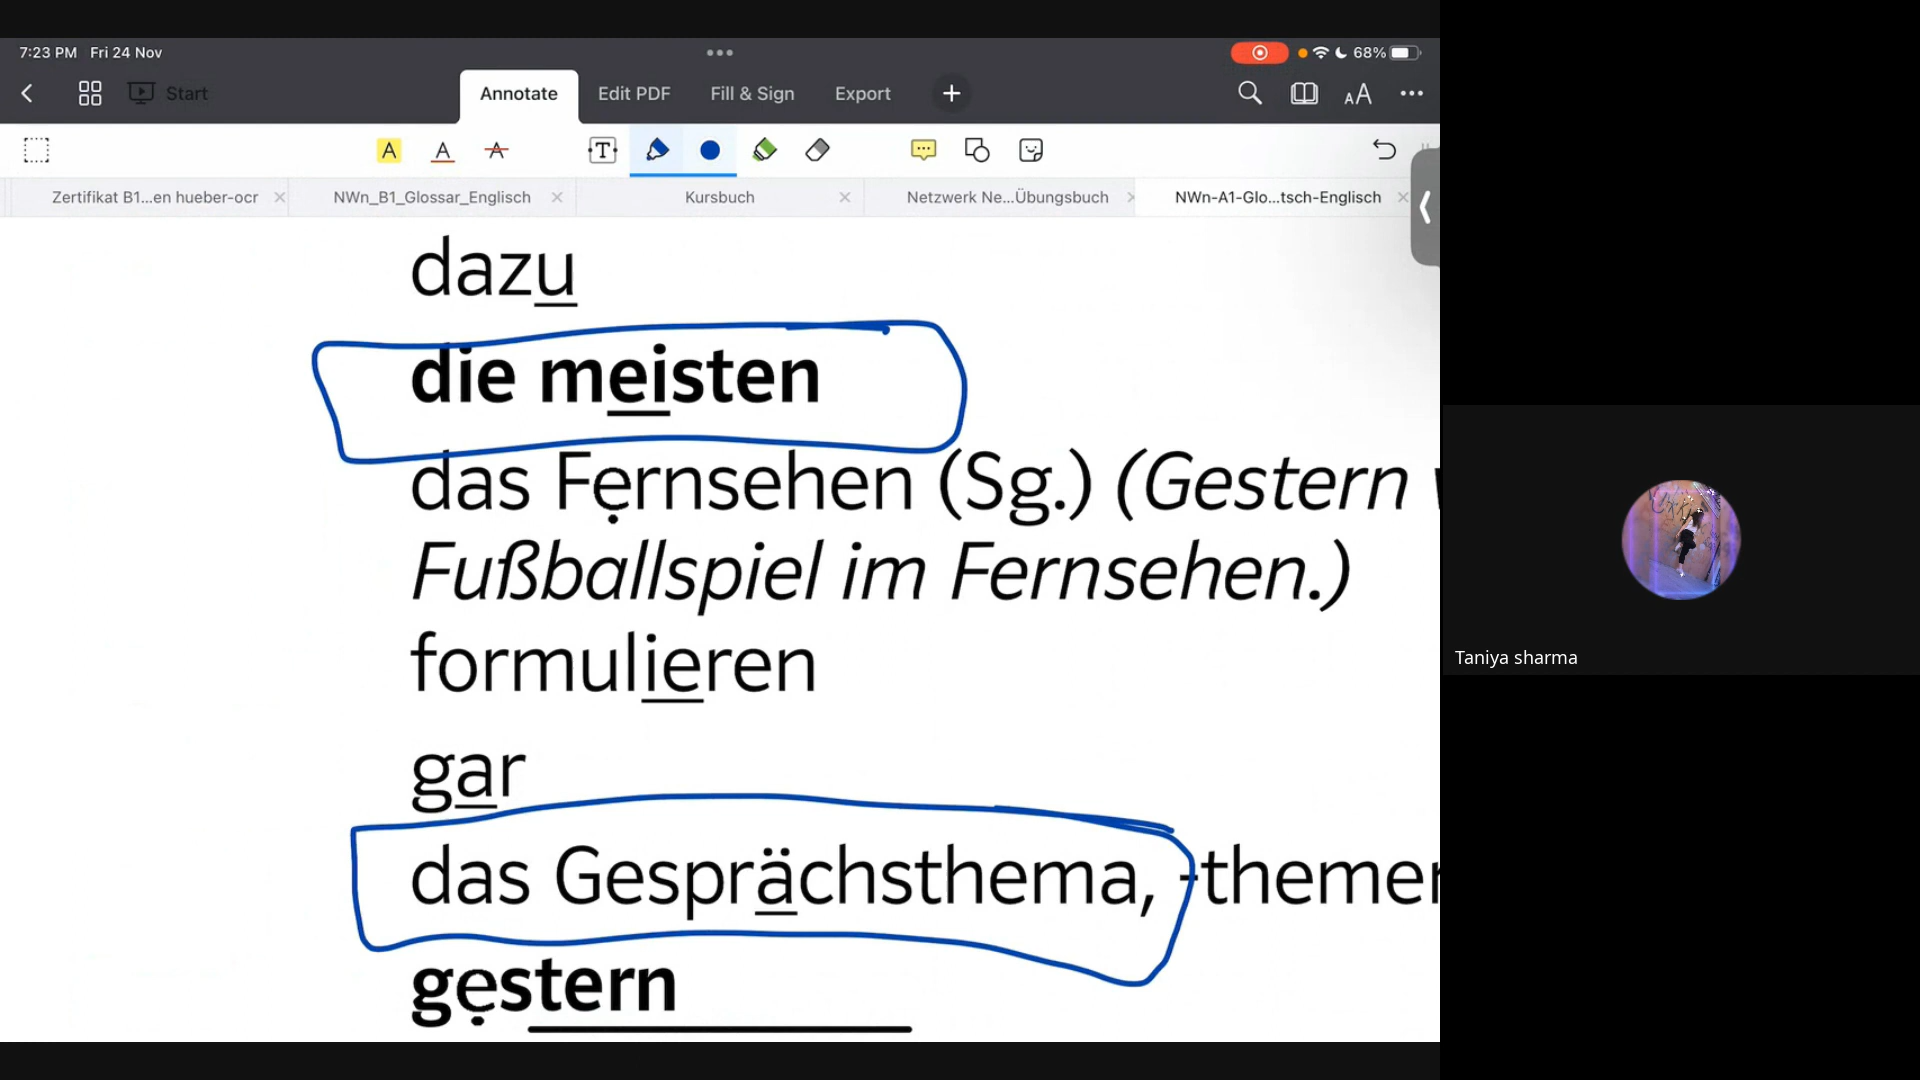 7:23 PM Fri 24 Nov
68%
Start
Annotate
Edit PDF
Fill & Sign
Export
Zertifikat B1...en hueber-ocr
NWn_B1_Glossar_Englisch
Kursbuch
Netzwerk Ne...Übungsbuch
NWn-A1-Glo...tsch-Englisch
dazu
die meisten
das Fernsehen (Sg.) (Gestern
Fußballspiel im Fernsehen.)
formulieren
gar
das Gesprächsthema, -themen
gestern
Taniya sharma